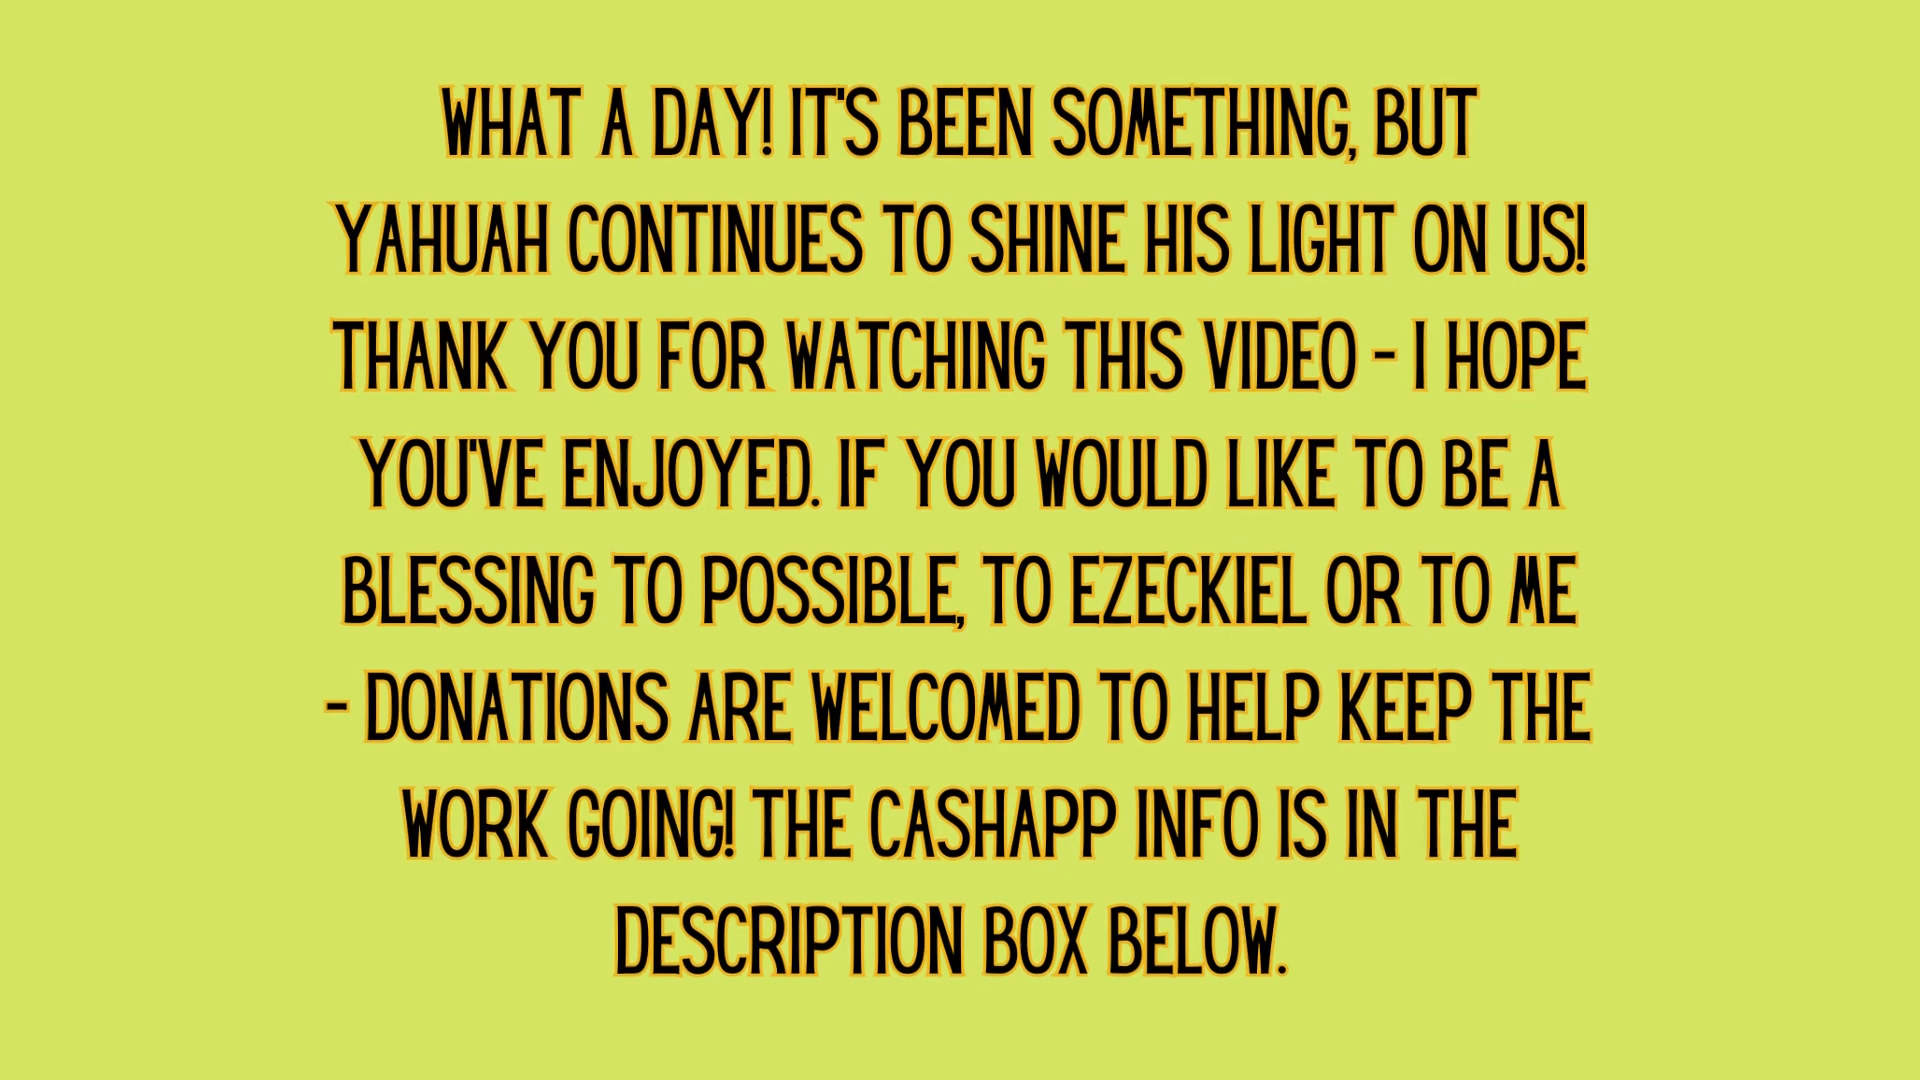 WHAT A DAY! IT'S BEEN SOMETHING, BUT
YAHUAH CONTINUES TO SHINE HIS LIGHT ON US!
THANK YOU FOR WATCHING THIS VIDEO - I HOPE
YOU'VE ENJOYED. IF YOU WOULD LIKE TO BE A
BLESSING TO POSSIBLE, TO EZECKIEL OR TO ME
- DONATIONS ARE WELCOMED TO HELP KEEP THE
WORK GOING! THE CASHAPP INFO IS IN THE
DESCRIPTION BOX BELOW.